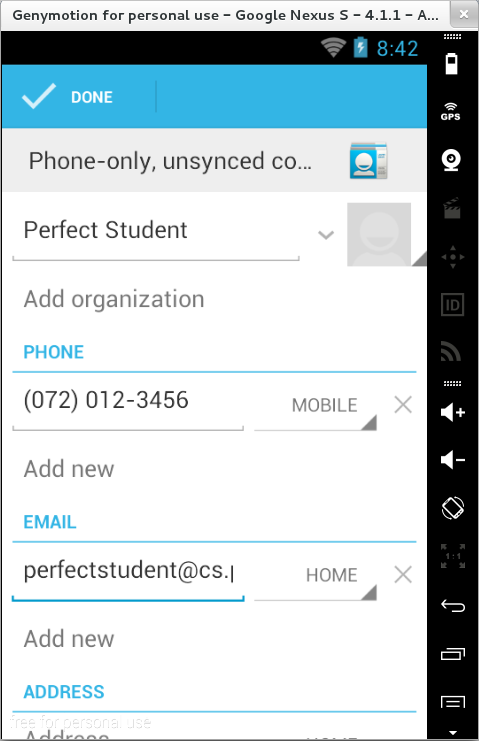 Genymotion for personal use – Google Nexus S – 4.1.1 – A...
8:42
DONE
GPS
Phone-only, unsynced co...
Perfect Student
Add organization
ID
PHONE
(072) 012-3456
MOBILE
Add new
EMAIL
1:1
perfectstudent@cs.p
HOME
Add new
ADDRESS
free for personal use
Address
HOME